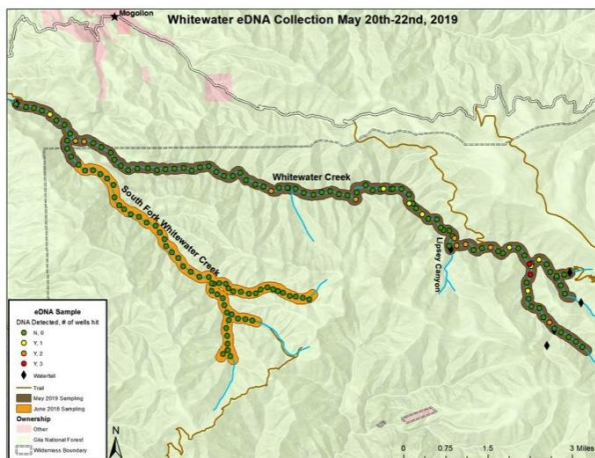 Whitewater eDNA Collection May 20th-22nd, 2019
Mogollon
Whitewater Creek
South Fork Whitewater Creek
Lipsey Canyon
eDNA Sample
DNA Detected, # of wells hit
N, 0
Y, 1
Y, 2
Y, 3
Waterfall
Trail
May 2019 Sampling
June 2018 Sampling
Ownership
Other
Gila National Forest
Wilderness Boundary
N
0 0.75 1.5 3 Miles